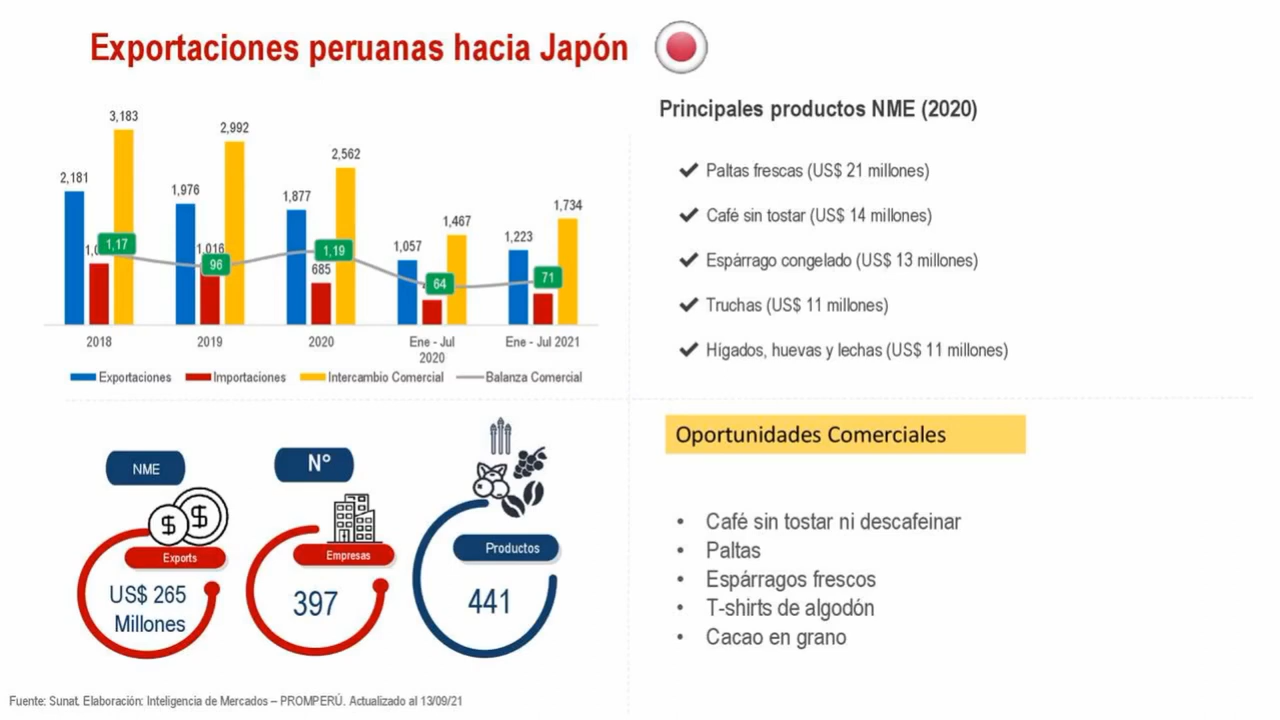 Exportaciones peruanas hacia Japón
3,183
2,992
2,562
2,181
1,976
1,877
1,734
1,467
1,057
1,223
1,17
1,016
96
1,19
685
64
71
2018
2019
2020
Ene - Jul
2020
Ene - Jul 2021
Exportaciones
Importaciones
Intercambio Comercial
Balanza Comercial
Principales productos NME (2020)
Paltas frescas (US$ 21 millones)
Café sin tostar (US$ 14 millones)
Espárrago congelado (US$ 13 millones)
Truchas (US$ 11 millones)
Hígados, huevas y lechas (US$ 11 millones)
NME
Exports
US$ 265
Millones
N°
Empresas
397
Productos
441
Oportunidades Comerciales
• Café sin tostar ni descafeinar
• Paltas
• Espárragos frescos
• T-shirts de algodón
• Cacao en grano
Fuente: Sunat. Elaboración: Inteligencia de Mercados – PROMPERÚ. Actualizado al 13/09/21